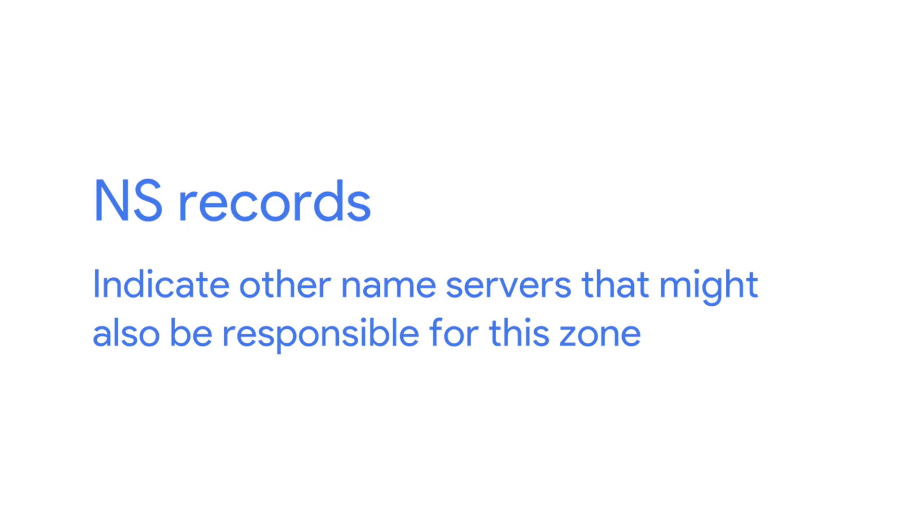 NS records
Indicate other name servers that might
also be responsible for this zone